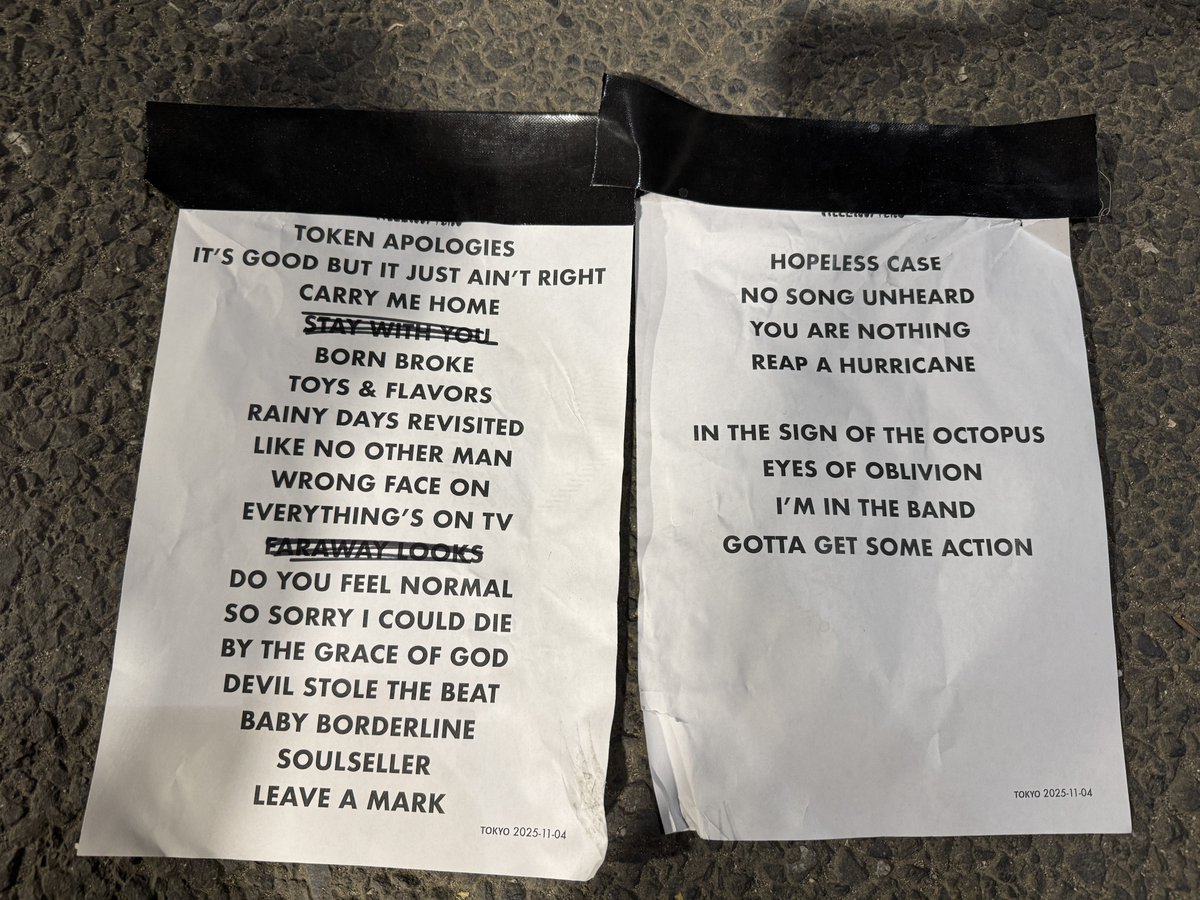 TOKEN APOLOGIES
IT'S GOOD BUT IT JUST AIN'T RIGHT
CARRY ME HOME
STAY WITH YOU
BORN BROKE
TOYS & FLAVORS
RAINY DAYS REVISITED
LIKE NO OTHER MAN
WRONG FACE ON
EVERYTHING'S ON TV
FARAWAY LOOKS
DO YOU FEEL NORMAL
SO SORRY I COULD DIE
BY THE GRACE OF GOD
DEVIL STOLE THE BEAT
BABY BORDERLINE
SOULSELLER
LEAVE A MARK
TOKYO 2025-11-04
HOPELESS CASE
NO SONG UNHEARD
YOU ARE NOTHING
REAP A HURRICANE
IN THE SIGN OF THE OCTOPUS
EYES OF OBLIVION
I'M IN THE BAND
GOTTA GET SOME ACTION
TOKYO 2025-11-04